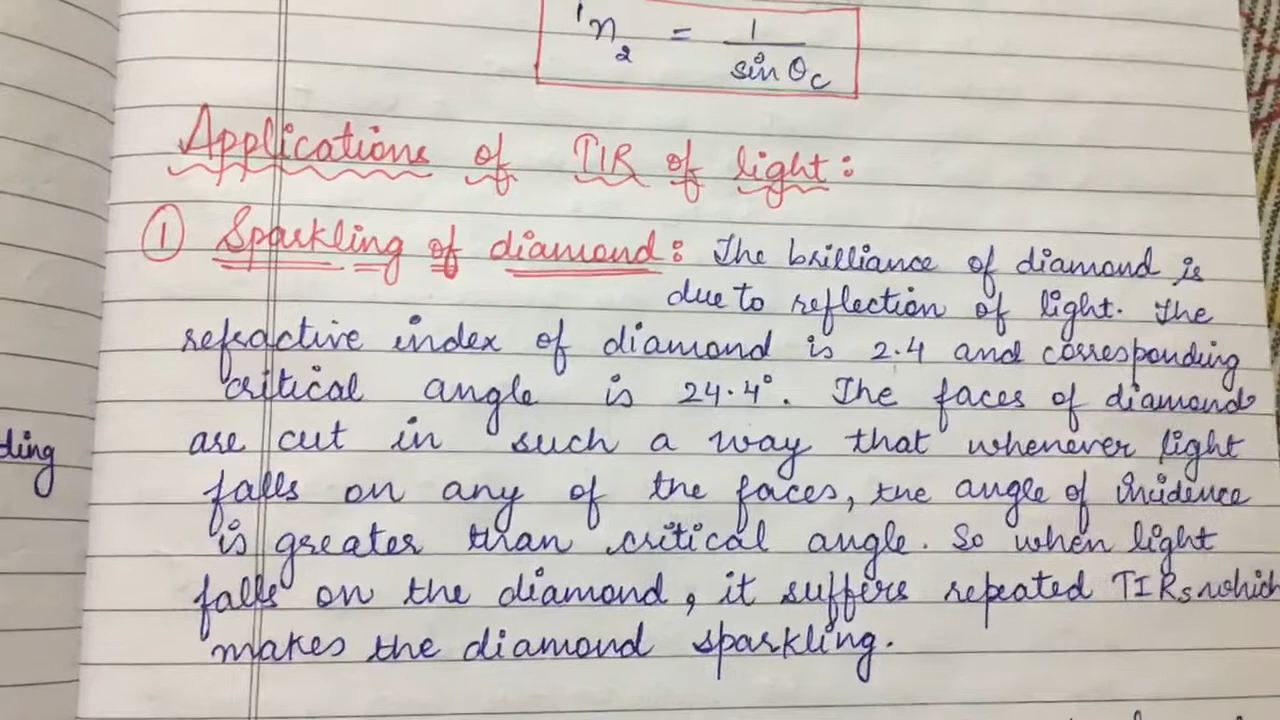 ¹n₂ = 1/sin θc
Applications of TIR of light:
① Sparkling of diamond: The brilliance of diamond is
due to reflection of light. The
refractive index of diamond is 2.4 and corresponding
critical angle is 24.4°. The faces of diamond
are cut in such a way that whenever light
falls on any of the faces, the angle of incidence
is greater than critical angle. So when light
falls on the diamond, it suffers repeated TIRs which
makes the diamond sparkling.
ding